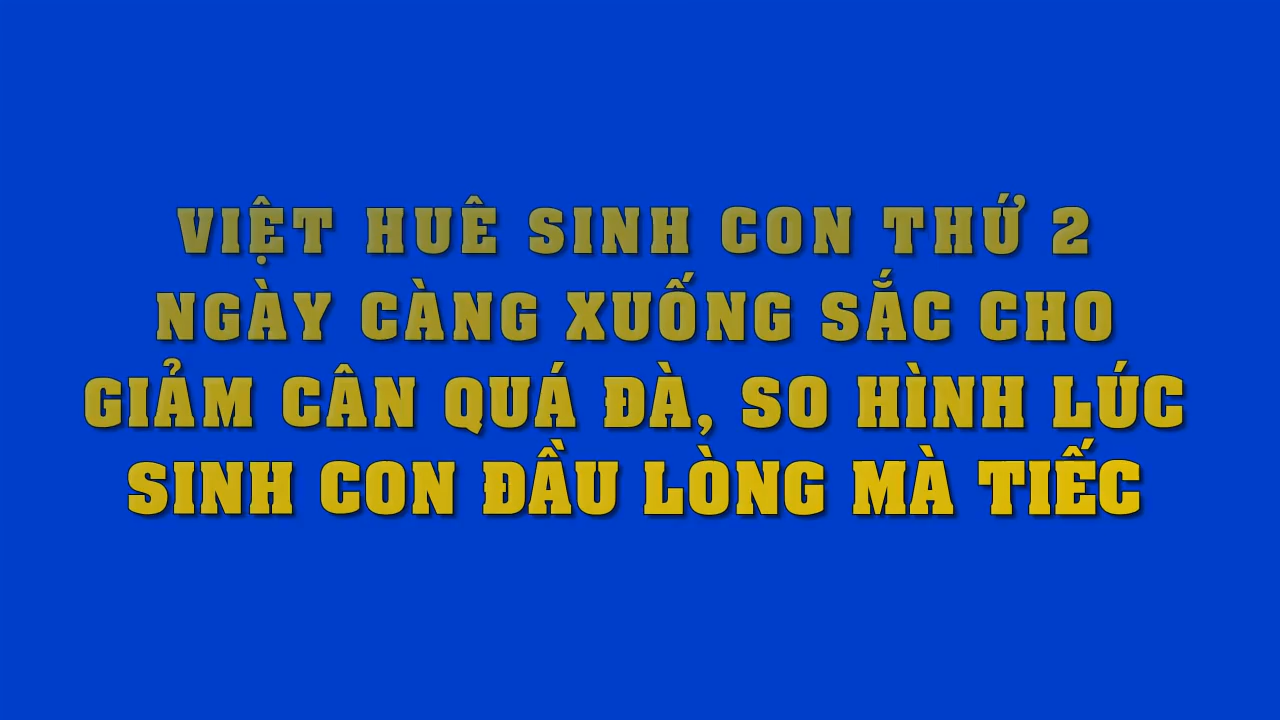 VIỆT HUÊ SINH CON THỨ 2
NGÀY CÀNG XUỐNG SẮC CHO
GIẢM CÂN QUÁ ĐÀ, SO HÌNH LÚC
SINH CON ĐẦU LÒNG MÀ TIẾC